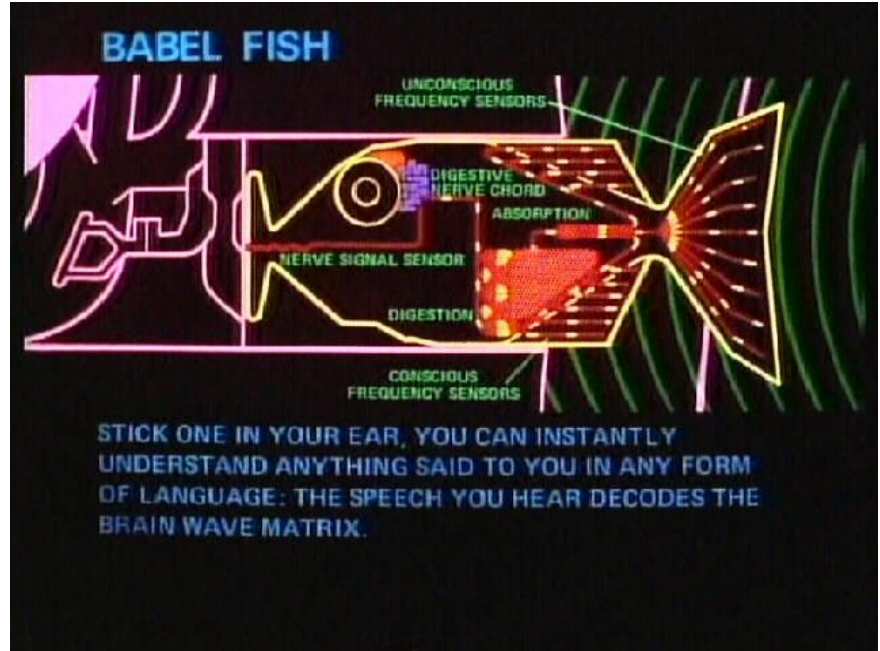 BABEL FISH
UNCONSCIOUS
FREQUENCY SENSORS
DIGESTIVE
NERVE CHORD
ABSORPTION
NERVE SIGNAL SENSOR
DIGESTION
CONSCIOUS
FREQUENCY SENSORS
STICK ONE IN YOUR EAR, YOU CAN INSTANTLY
UNDERSTAND ANYTHING SAID TO YOU IN ANY FORM
OF LANGUAGE: THE SPEECH YOU HEAR DECODES THE
BRAIN WAVE MATRIX.